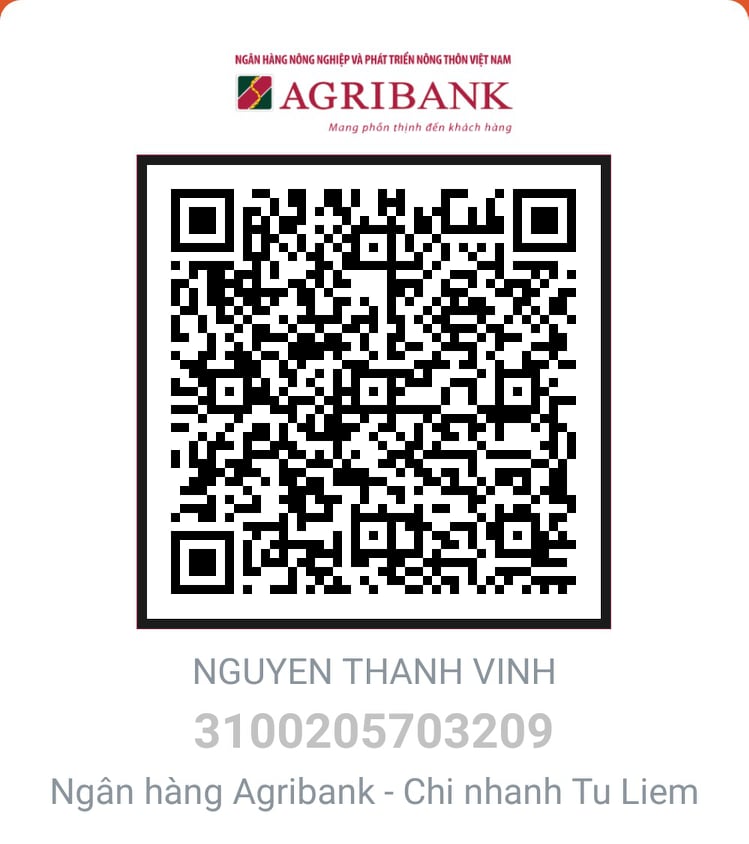 NGÂN HÀNG NÔNG NGHIỆP VÀ PHÁT TRIỂN NÔNG THÔN VIỆT NAM
AGRIBANK
Mang phồn thịnh đến khách hàng
NGUYEN THANH VINH
3100205703209
Ngân hàng Agribank - Chi nhanh Tu Liem